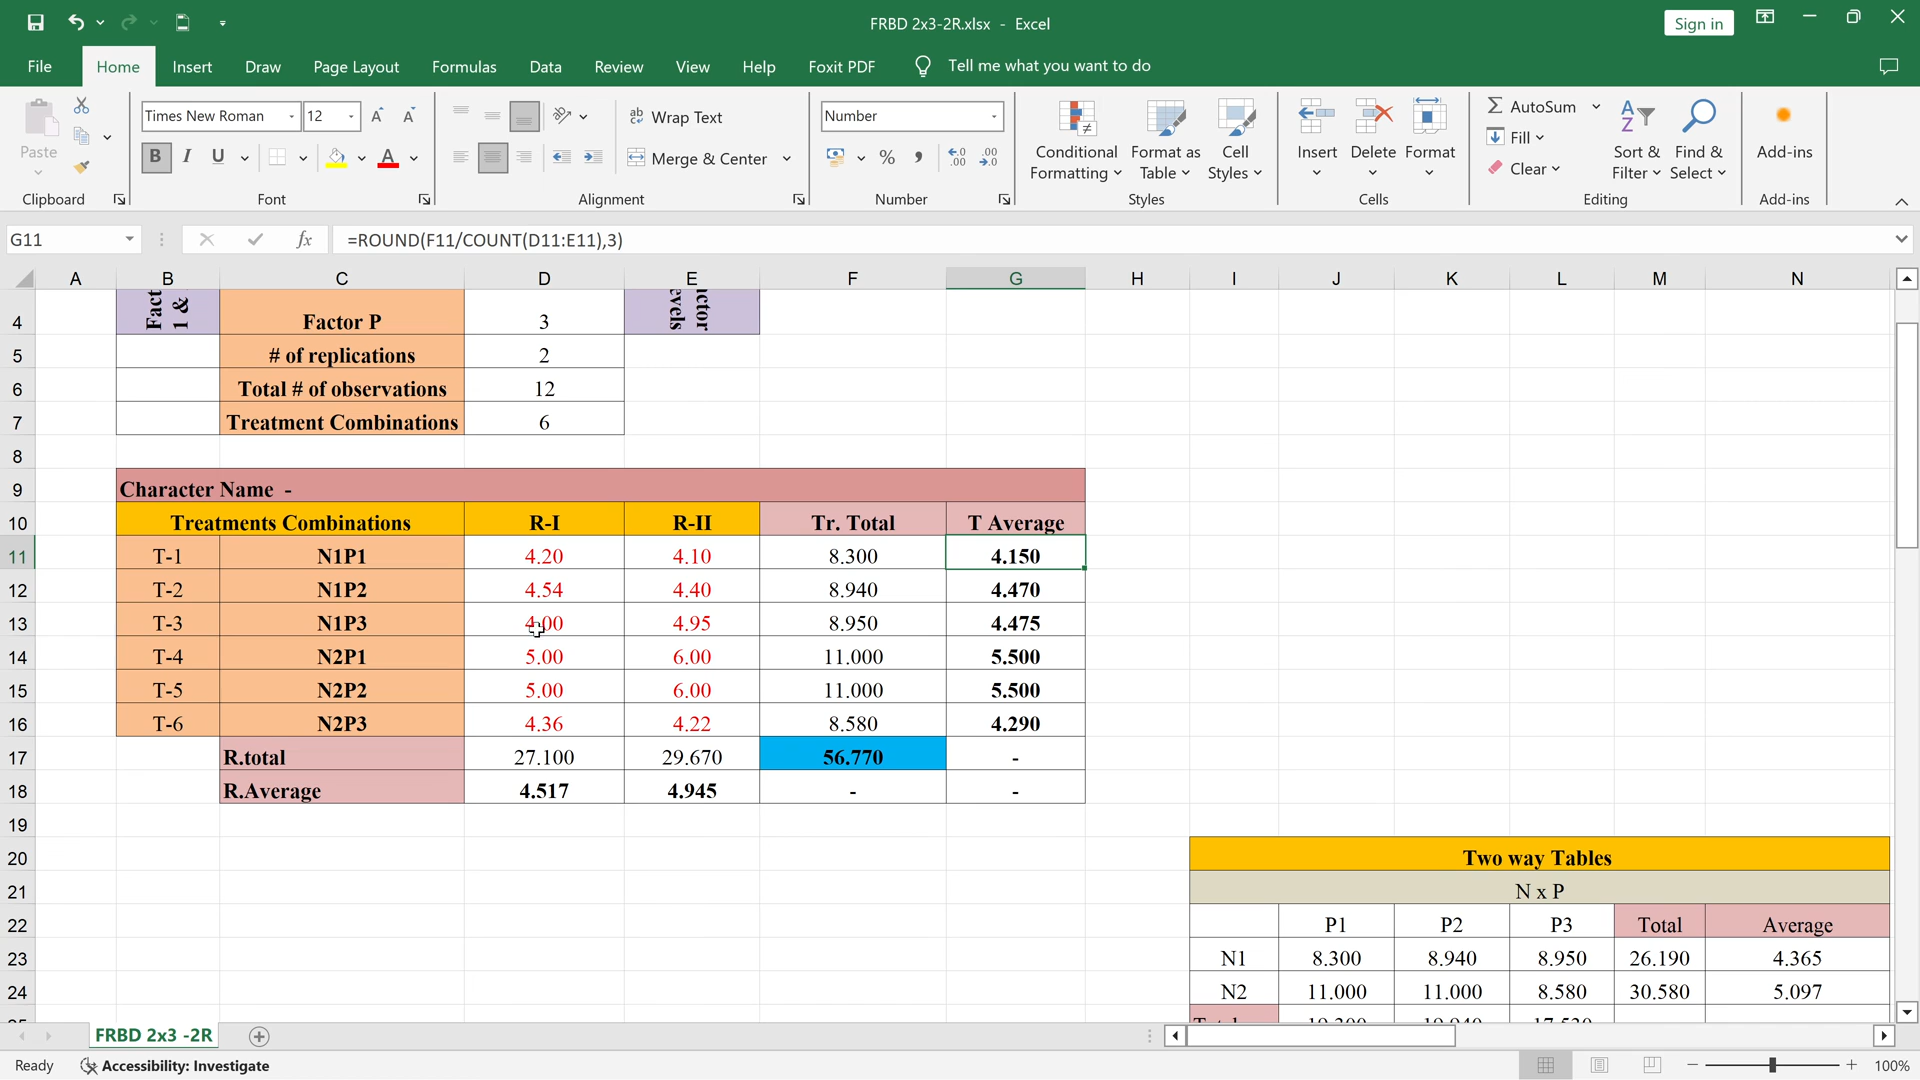 FRBD 2x3-2R.xlsx - Excel
Sign in
File Home Insert Draw Page Layout Formulas Data Review View Help Foxit PDF Tell me what you want to do
Paste
Clipboard
Times New Roman 12
B I U
Font
Wrap Text
Merge & Center
Alignment
Number
Number
Conditional Formatting
Format as Table
Cell Styles
Styles
Insert
Delete
Format
Cells
AutoSum
Fill
Clear
Sort & Filter
Find & Select
Editing
Add-ins
Add-ins
G11 fx =ROUND(F11/COUNT(D11:E11),3)
A B C D E F G H I J K L M N
4 Factor P 3
5 # of replications 2
6 Total # of observations 12
7 Treatment Combinations 6
8
9 Character Name -
10 Treatments Combinations R-I R-II Tr. Total T Average
11 T-1 N1P1 4.20 4.10 8.300 4.150
12 T-2 N1P2 4.54 4.40 8.940 4.470
13 T-3 N1P3 4.00 4.95 8.950 4.475
14 T-4 N2P1 5.00 6.00 11.000 5.500
15 T-5 N2P2 5.00 6.00 11.000 5.500
16 T-6 N2P3 4.36 4.22 8.580 4.290
17 R.total 27.100 29.670 56.770 -
18 R.Average 4.517 4.945 - -
19
20 Two way Tables
21 N x P
22 P1 P2 P3 Total Average
23 N1 8.300 8.940 8.950 26.190 4.365
24 N2 11.000 11.000 8.580 30.580 5.097
FRBD 2x3 -2R
Ready Accessibility: Investigate 100%